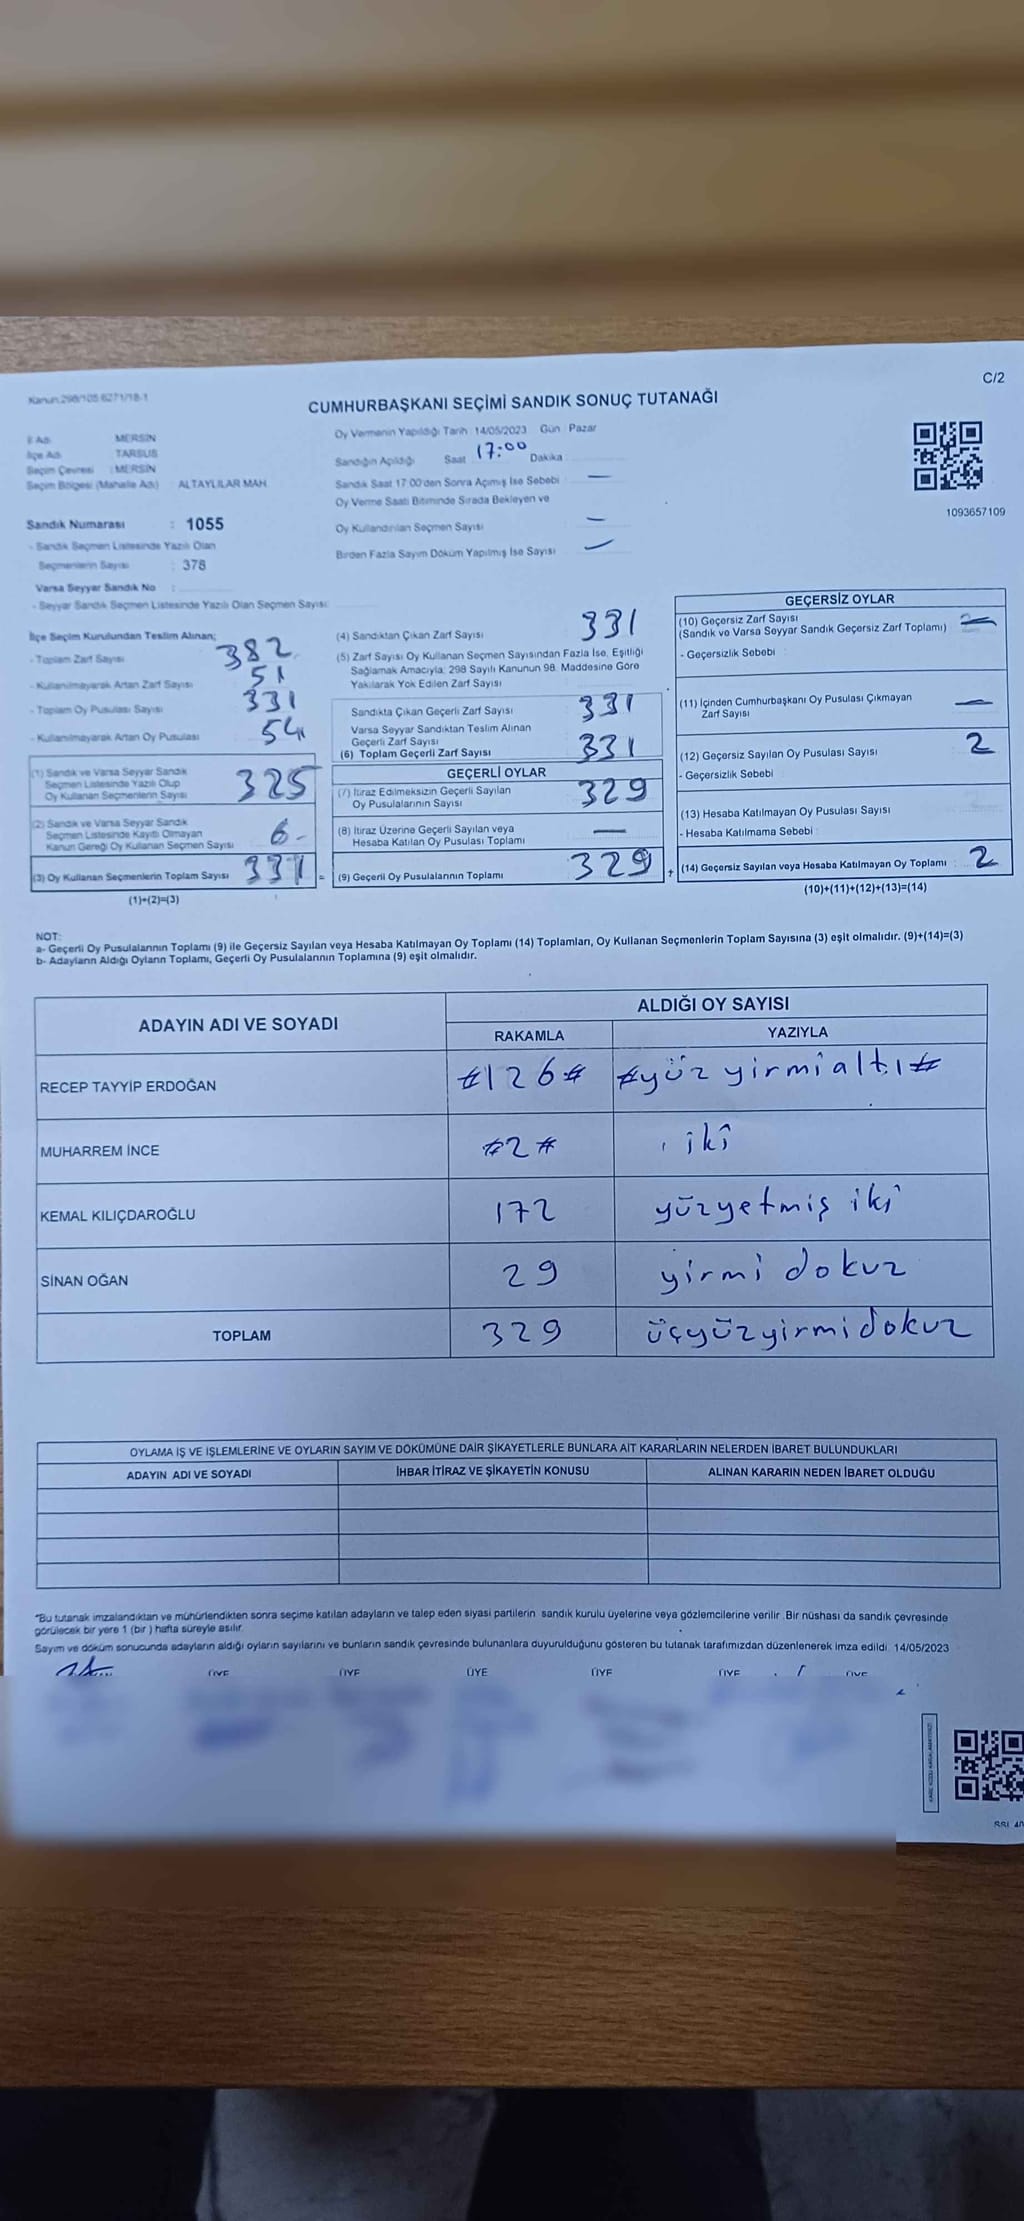 Kanun:298/105 6271/18-1
C/2
CUMHURBAŞKANI SEÇİMİ SANDIK SONUÇ TUTANAĞI
İl Adı : MERSİN
İlçe Adı : TARSUS
Seçim Çevresi : MERSİN
Seçim Bölgesi (Mahalle Adı) : ALTAYLILAR MAH.
Sandık Numarası : 1055
- Sandık Seçmen Listesinde Yazılı Olan
Seçmenlerin Sayısı : 378
Varsa Seyyar Sandık No :
- Seyyar Sandık Seçmen Listesinde Yazılı Olan Seçmen Sayısı:
Oy Vermenin Yapıldığı Tarih : 14/05/2023 Gün : Pazar
Sandığın Açıldığı Saat 17:00 Dakika
Sandık Saat 17.00'den Sonra Açımış İse Sebebi —
Oy Verme Saati Bitiminde Sırada Bekleyen ve
Oy Kullandırılan Seçmen Sayısı —
Birden Fazla Sayım Döküm Yapılmış İse Sayısı —
1093657109
İlçe Seçim Kurulundan Teslim Alınan;
- Toplam Zarf Sayısı 382
- Kullanılmayarak Artan Zarf Sayısı 51
- Toplam Oy Pusulası Sayısı 331
- Kullanılmayarak Artan Oy Pusulası 54
(1) Sandık ve Varsa Seyyar Sandık
Seçmen Listesinde Yazılı Olup
Oy Kullanan Seçmenlerin Sayısı 325
(2) Sandık ve Varsa Seyyar Sandık
Seçmen Listesinde Kayıtlı Olmayan
Kanun Gereği Oy Kullanan Seçmen Sayısı 6-
(3) Oy Kullanan Seçmenlerin Toplam Sayısı 331 =
(1)+(2)=(3)
(4) Sandıktan Çıkan Zarf Sayısı 331
(5) Zarf Sayısı Oy Kullanan Seçmen Sayısından Fazla İse, Eşitliği
Sağlamak Amacıyla; 298 Sayılı Kanunun 98. Maddesine Göre
Yakılarak Yok Edilen Zarf Sayısı
Sandıkta Çıkan Geçerli Zarf Sayısı 331
Varsa Seyyar Sandıktan Teslim Alınan
Geçerli Zarf Sayısı
(6) Toplam Geçerli Zarf Sayısı 331
GEÇERLİ OYLAR
(7) İtiraz Edilmeksizin Geçerli Sayılan
Oy Pusulalarının Sayısı 329
(8) İtiraz Üzerine Geçerli Sayılan veya
Hesaba Katılan Oy Pusulası Toplamı —
(9) Geçerli Oy Pusulalarının Toplamı 329 +
GEÇERSİZ OYLAR
(10) Geçersiz Zarf Sayısı
(Sandık ve Varsa Seyyar Sandık Geçersiz Zarf Toplamı)
- Geçersizlik Sebebi :
(11) İçinden Cumhurbaşkanı Oy Pusulası Çıkmayan
Zarf Sayısı —
(12) Geçersiz Sayılan Oy Pusulası Sayısı 2
- Geçersizlik Sebebi
(13) Hesaba Katılmayan Oy Pusulası Sayısı
- Hesaba Katılmama Sebebi :
(14) Geçersiz Sayılan veya Hesaba Katılmayan Oy Toplamı : 2
(10)+(11)+(12)+(13)=(14)
NOT:
a- Geçerli Oy Pusulalarının Toplamı (9) ile Geçersiz Sayılan veya Hesaba Katılmayan Oy Toplamı (14) Toplamları, Oy Kullanan Seçmenlerin Toplam Sayısına (3) eşit olmalıdır. (9)+(14)=(3)
b- Adayların Aldığı Oyların Toplamı, Geçerli Oy Pusulalarının Toplamına (9) eşit olmalıdır.
ADAYIN ADI VE SOYADI
ALDIĞI OY SAYISI
RAKAMLA YAZIYLA
RECEP TAYYİP ERDOĞAN #126# #yüz yirmi altı#
MUHARREM İNCE #2# iki
KEMAL KILIÇDAROĞLU 172 yüzyetmiş iki
SİNAN OĞAN 29 yirmi dokuz
TOPLAM 329 üçyüzyirmidokuz
OYLAMA İŞ VE İŞLEMLERİNE VE OYLARIN SAYIM VE DÖKÜMÜNE DAİR ŞİKAYETLERLE BUNLARA AİT KARARLARIN NELERDEN İBARET BULUNDUKLARI
ADAYIN ADI VE SOYADI İHBAR İTİRAZ VE ŞİKAYETİN KONUSU ALINAN KARARIN NEDEN İBARET OLDUĞU
*Bu tutanak imzalandıktan ve mühürlendikten sonra seçime katılan adayların ve talep eden siyasi partilerin sandık kurulu üyelerine veya gözlemcilerine verilir. Bir nüshası da sandık çevresinde
görülecek bir yere 1 (bir ) hafta süreyle asılır.
Sayım ve döküm sonucunda adayların aldığı oyların sayılarını ve bunların sandık çevresinde bulunanlara duyurulduğunu gösteren bu tutanak tarafımızdan düzenlenerek imza edildi. 14/05/2023
ÜYE ÜYE ÜYE ÜYE ÜYE ÜYE
KARE KODU KARALAMAYINIZ!